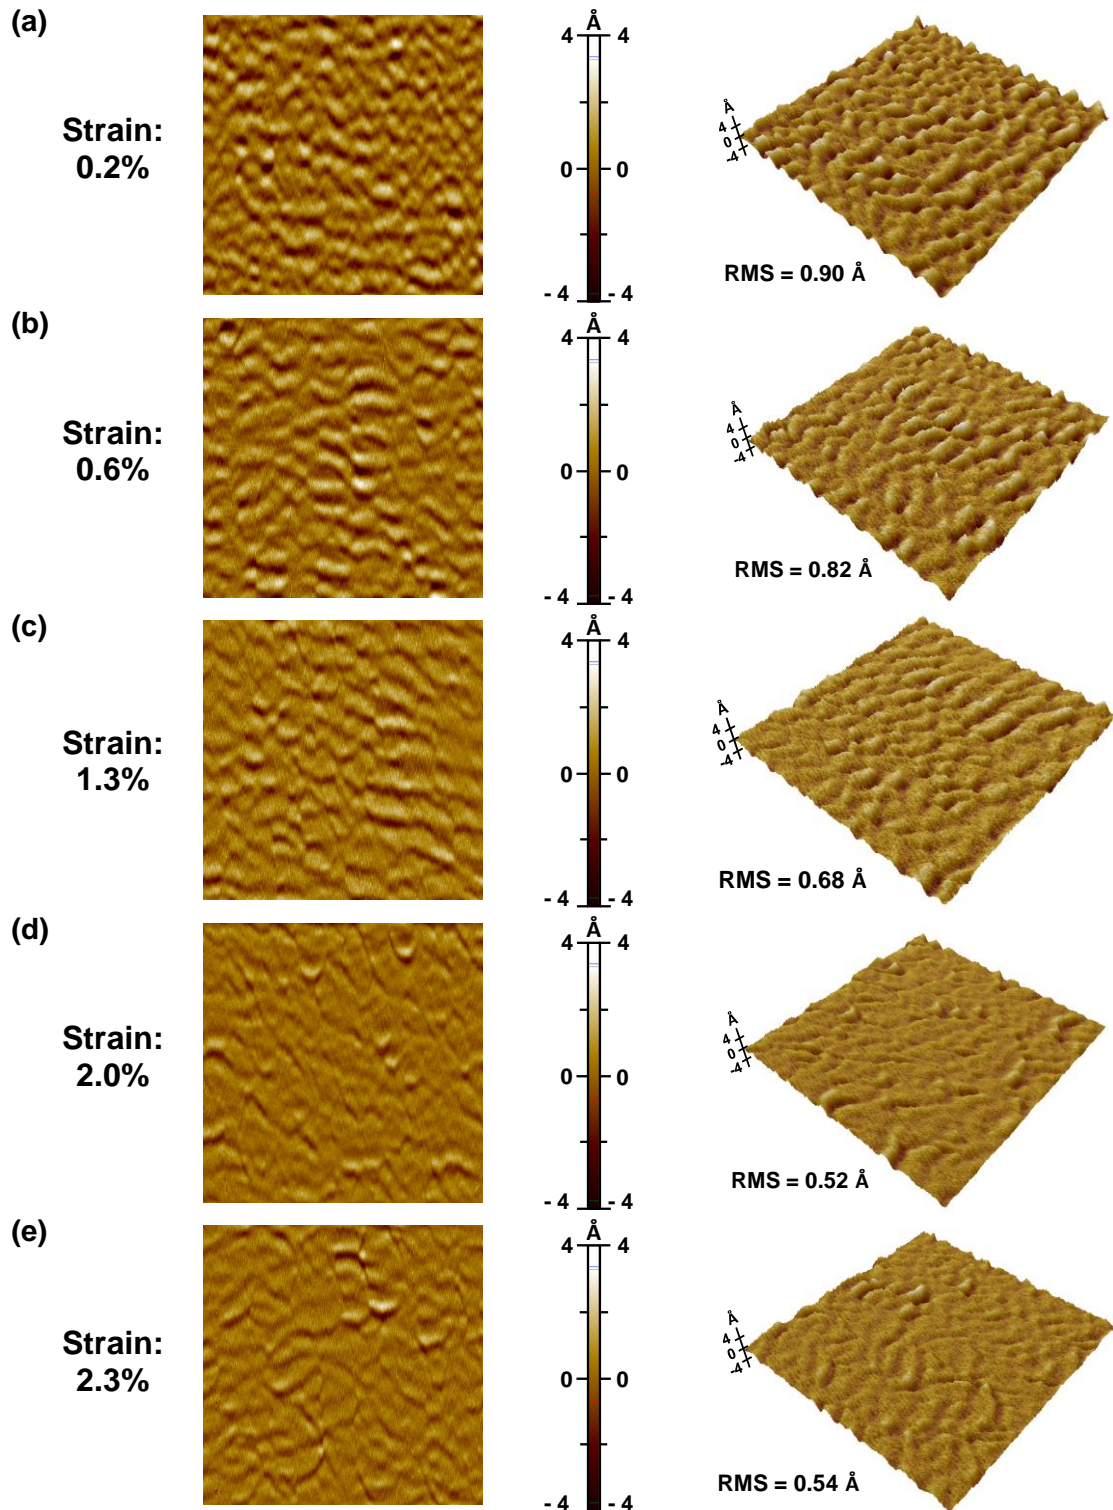 (a)
Strain:
0.2%
Å
4 4
0 0
- 4 - 4
Å
4
0
-4
RMS = 0.90 Å
(b)
Strain:
0.6%
Å
4 4
0 0
- 4 - 4
Å
4
0
-4
RMS = 0.82 Å
(c)
Strain:
1.3%
Å
4 4
0 0
- 4 - 4
Å
4
0
-4
RMS = 0.68 Å
(d)
Strain:
2.0%
Å
4 4
0 0
- 4 - 4
Å
4
0
-4
RMS = 0.52 Å
(e)
Strain:
2.3%
Å
4 4
0 0
- 4 - 4
Å
4
0
-4
RMS = 0.54 Å